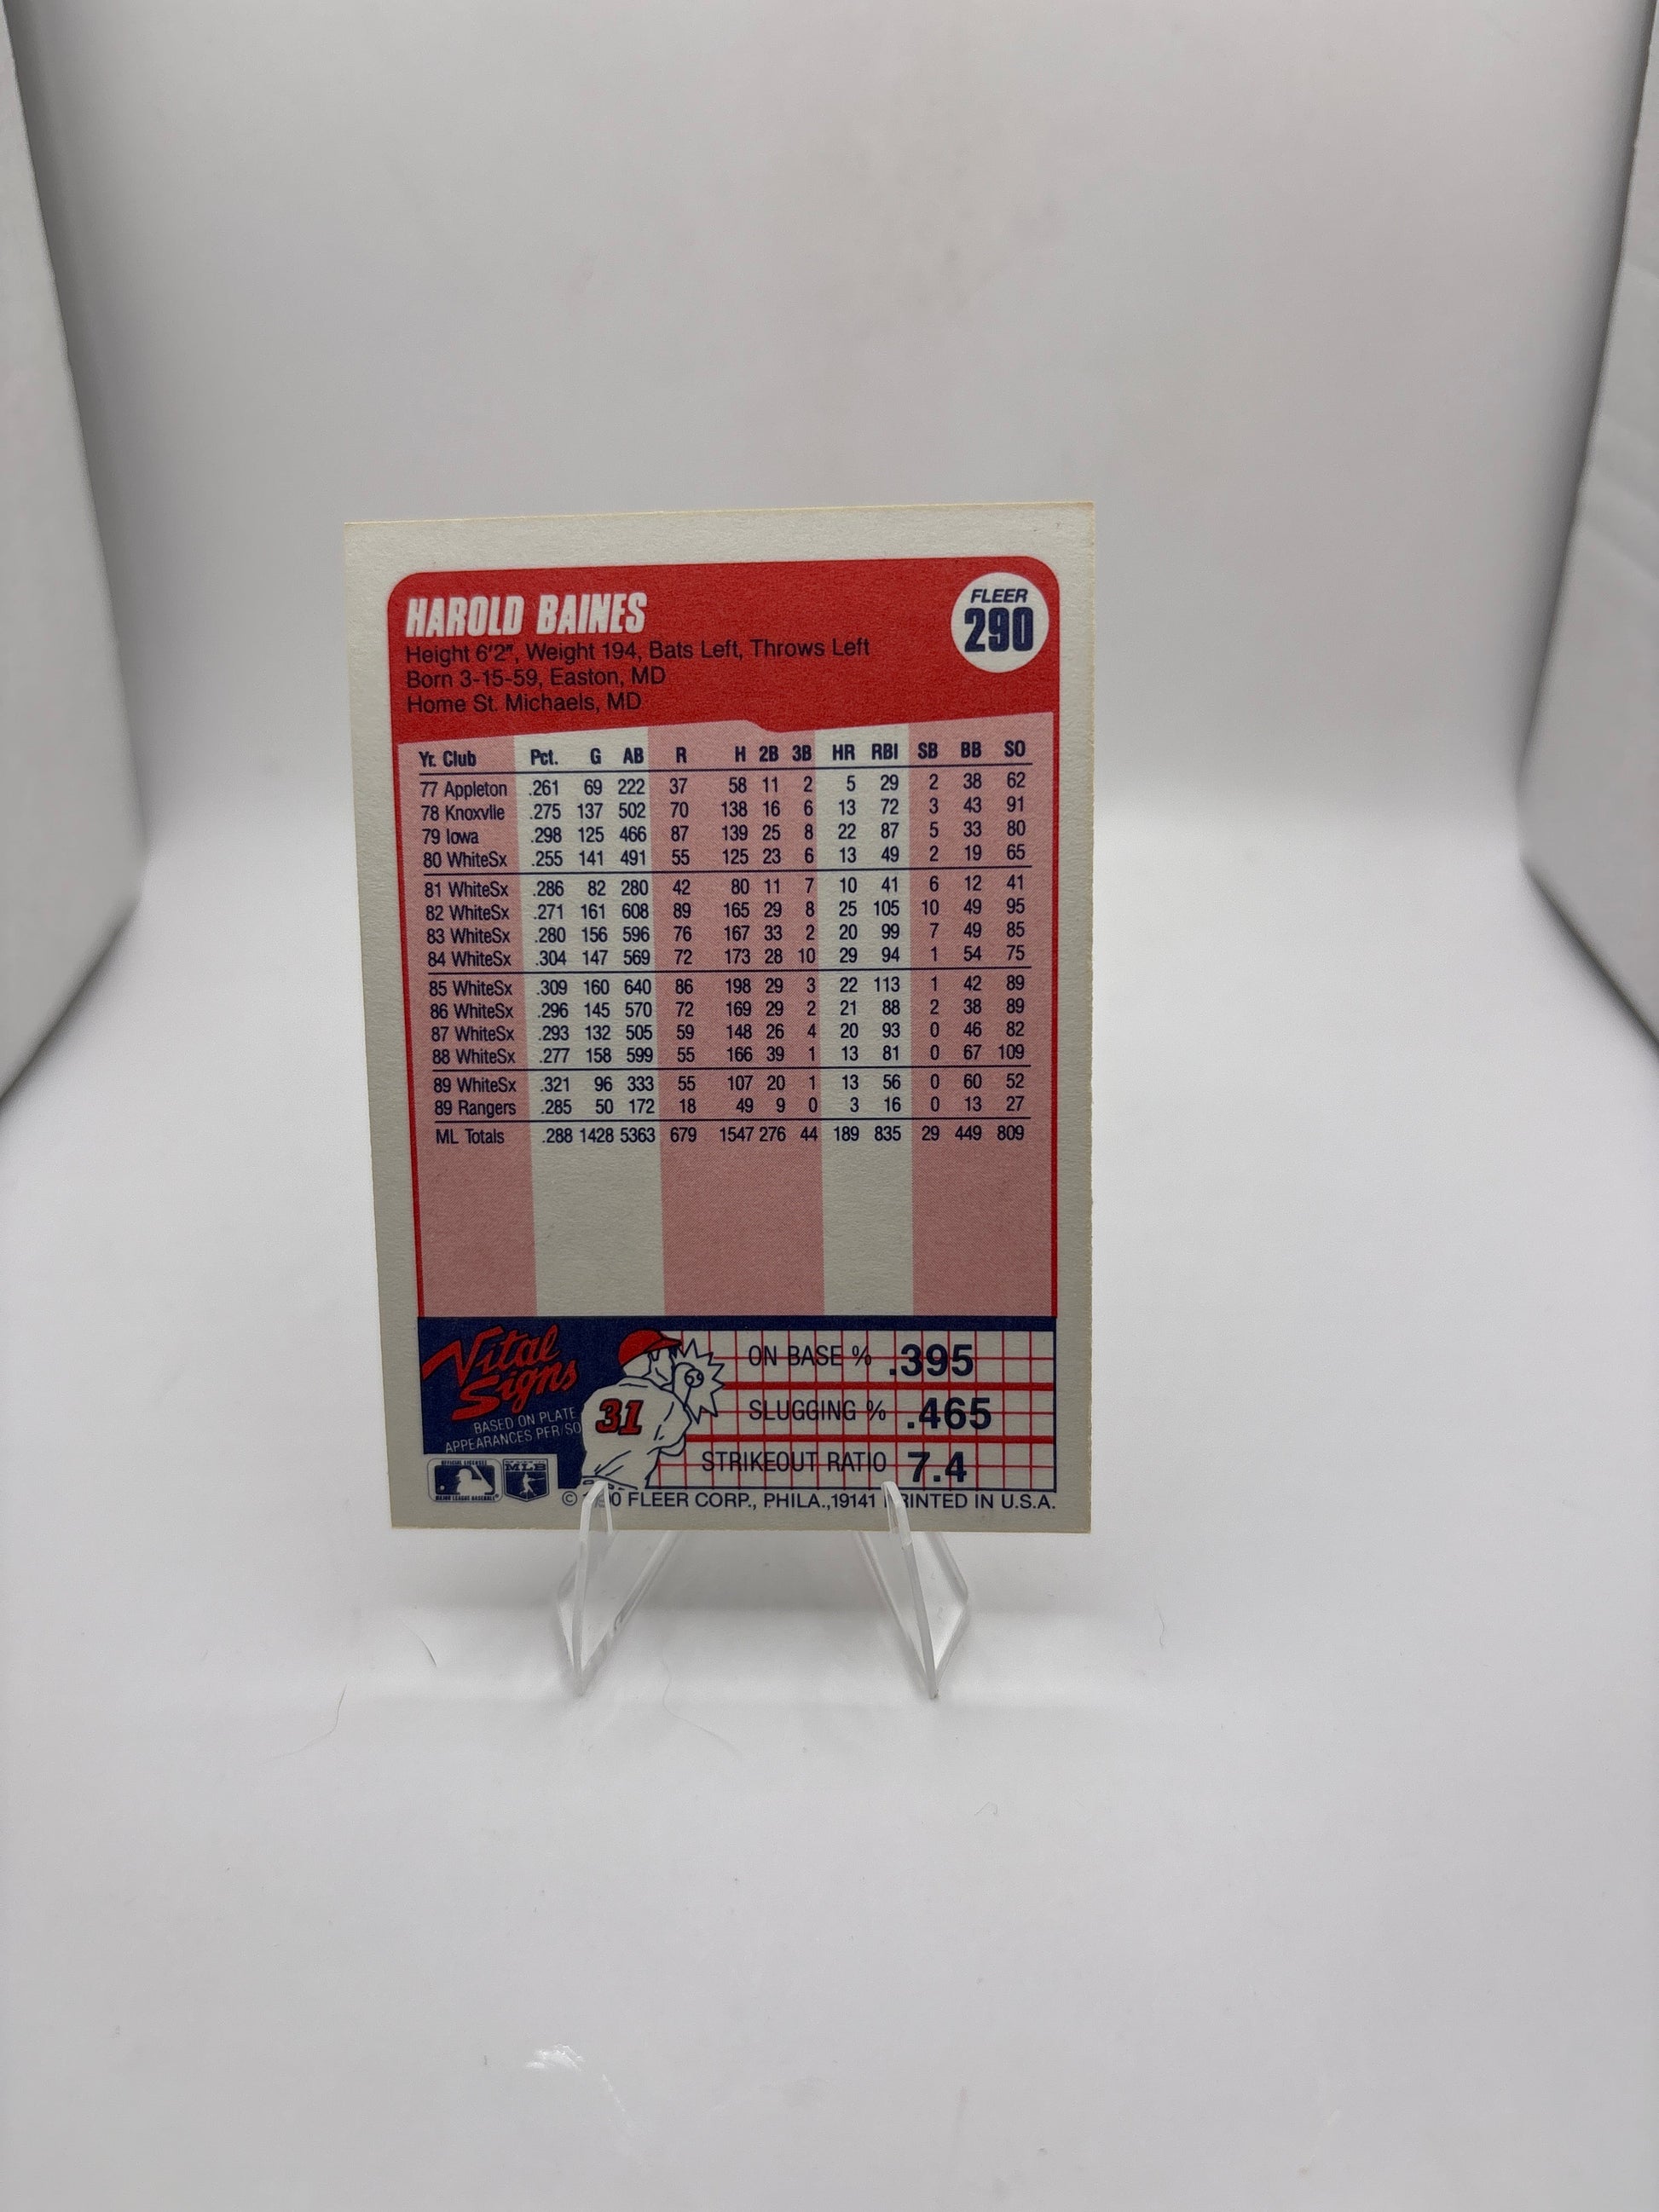 HAROLD BAINES
FLEER
290
Height 6'2", Weight 194, Bats Left, Throws Left
Born 3-15-59, Easton, MD
Home St. Michaels, MD
Yr. Club Pct. G AB R H 2B 3B HR RBI SB BB SO
77 Appleton .261 69 222 37 58 11 2 5 29 2 38 62
78 Knoxvlle .275 137 502 70 138 16 6 13 72 3 43 91
79 Iowa .298 125 466 87 139 25 8 22 87 5 33 80
80 WhiteSx .255 141 491 55 125 23 6 13 49 2 19 65
81 WhiteSx .286 82 280 42 80 11 7 10 41 6 12 41
82 WhiteSx .271 161 608 89 165 29 8 25 105 10 49 95
83 WhiteSx .280 156 596 76 167 33 2 20 99 7 49 85
84 WhiteSx .304 147 569 72 173 28 10 29 94 1 54 75
85 WhiteSx .309 160 640 86 198 29 3 22 113 1 42 89
86 WhiteSx .296 145 570 72 169 29 2 21 88 2 38 89
87 WhiteSx .293 132 505 59 148 26 4 20 93 0 46 82
88 WhiteSx .277 158 599 55 166 39 1 13 81 0 67 109
89 WhiteSx .321 96 333 55 107 20 1 13 56 0 60 52
89 Rangers .285 50 172 18 49 9 0 3 16 0 13 27
ML Totals .288 1428 5363 679 1547 276 44 189 835 29 449 809
Vital
Signs
BASED ON PLATE
APPEARANCES PER/SO
31
ON BASE % .395
SLUGGING % .465
STRIKEOUT RATIO 7.4
MLB
© FLEER CORP., PHILA.,19141 PRINTED IN U.S.A.